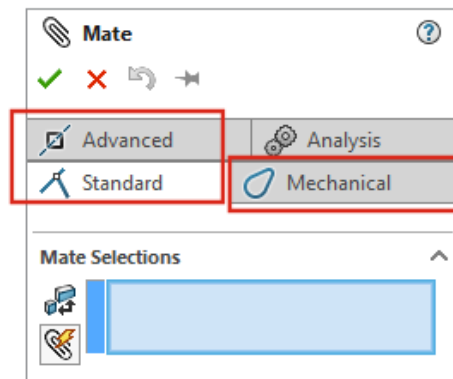 Mate
Advanced
Analysis
Standard
Mechanical
Mate Selections